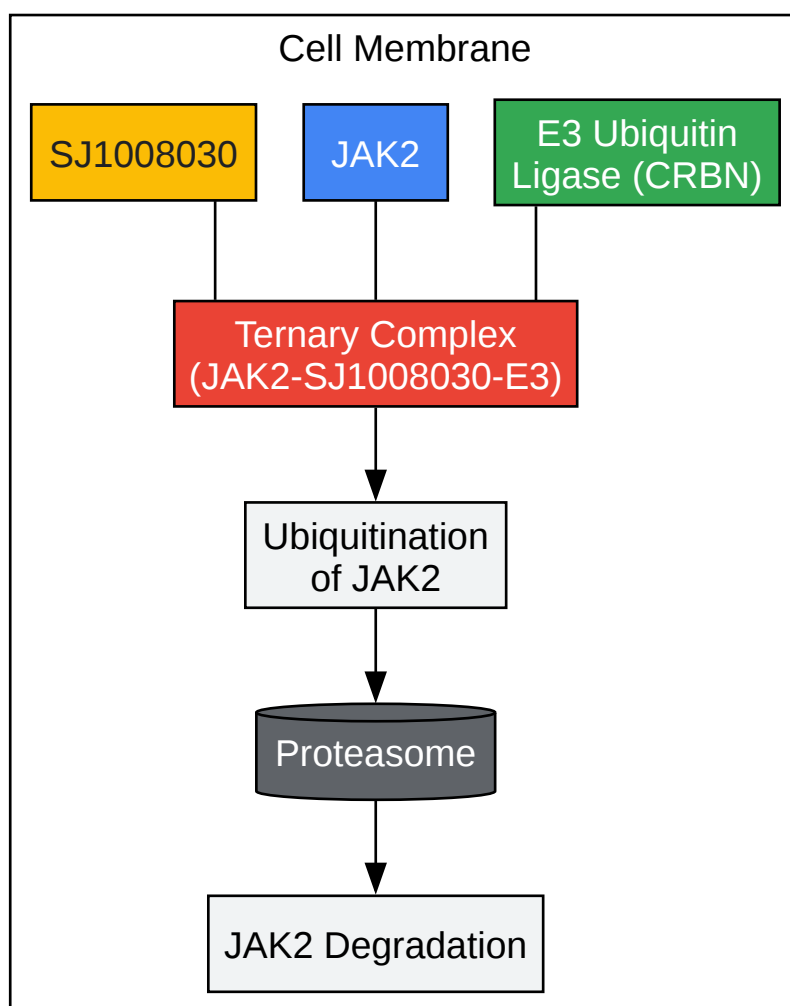 Cell Membrane
SJ1008030
JAK2
E3 Ubiquitin
Ligase (CRBN)
Ternary Complex
(JAK2-SJ1008030-E3)
Ubiquitination
of JAK2
Proteasome
JAK2 Degradation